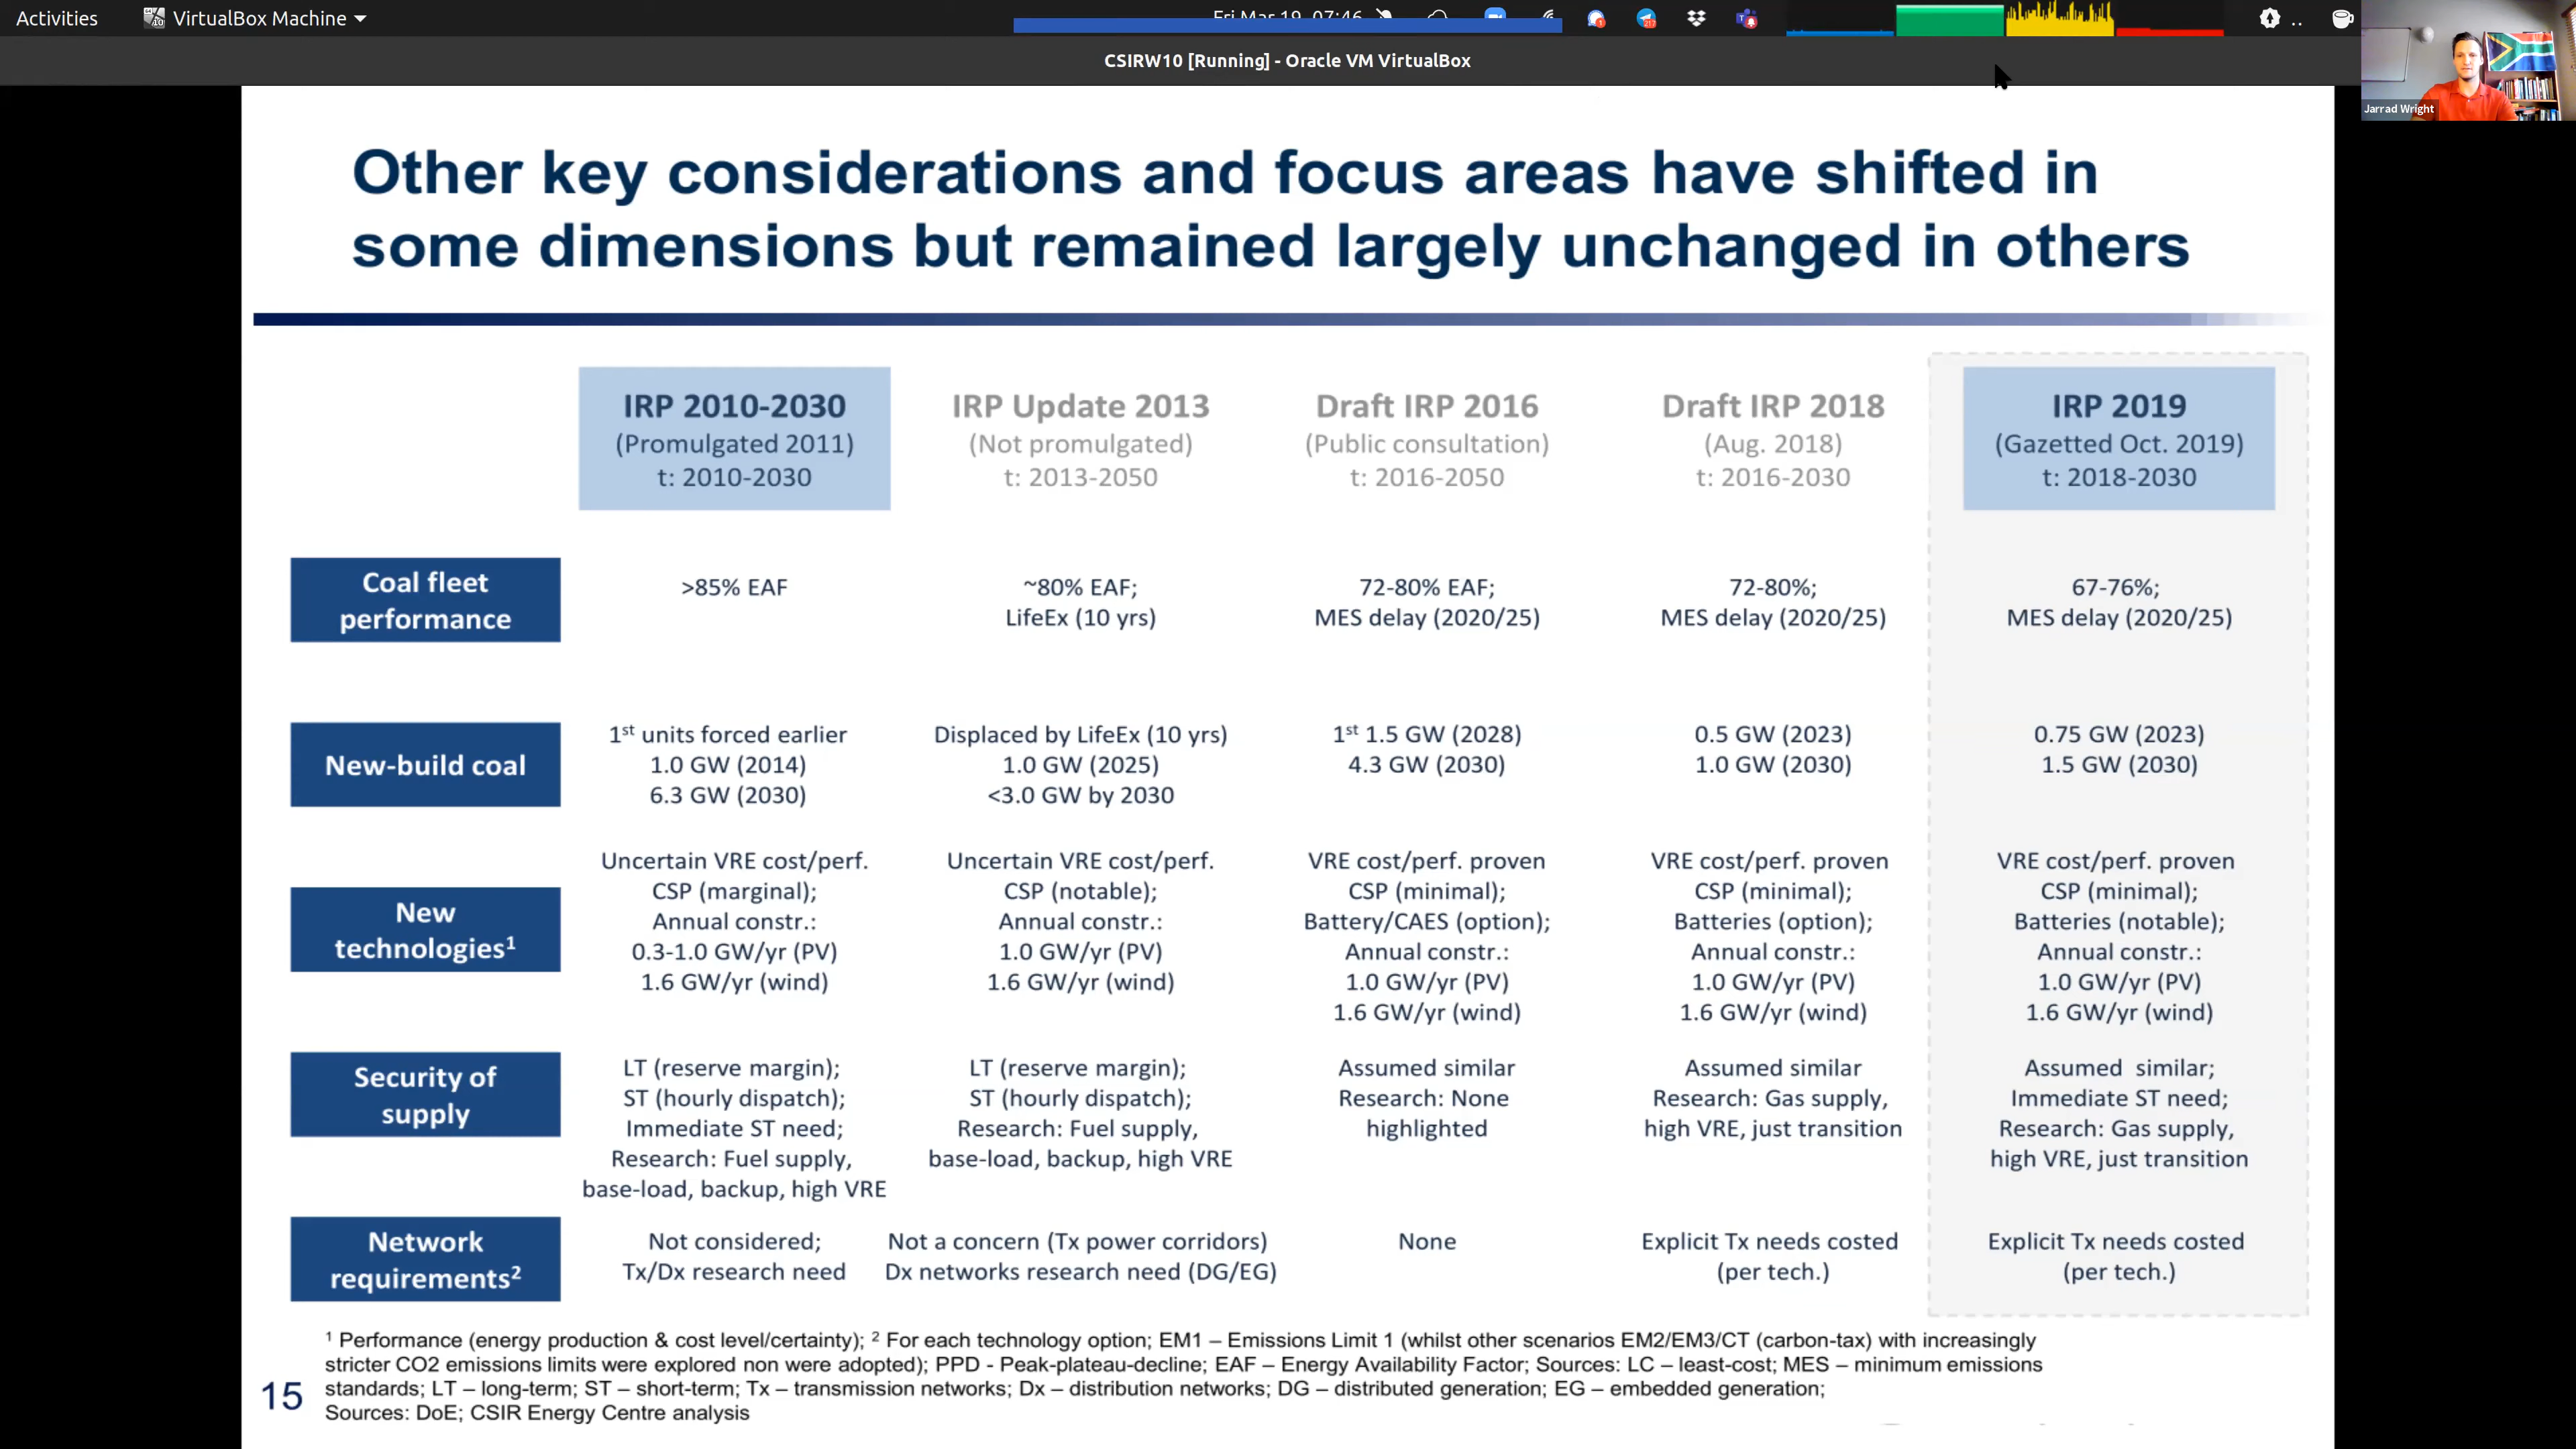 Activities
VirtualBox Machine
Fri Mar 19 07:46
CSIRW10 [Running] - Oracle VM VirtualBox
Jarrad Wright
Other key considerations and focus areas have shifted in
some dimensions but remained largely unchanged in others
IRP 2010-2030
(Promulgated 2011)
t: 2010-2030
IRP Update 2013
(Not promulgated)
t: 2013-2050
Draft IRP 2016
(Public consultation)
t: 2016-2050
Draft IRP 2018
(Aug. 2018)
t: 2016-2030
IRP 2019
(Gazetted Oct. 2019)
t: 2018-2030
Coal fleet
performance
>85% EAF
~80% EAF;
LifeEx (10 yrs)
72-80% EAF;
MES delay (2020/25)
72-80%;
MES delay (2020/25)
67-76%;
MES delay (2020/25)
New-build coal
1st units forced earlier
1.0 GW (2014)
6.3 GW (2030)
Displaced by LifeEx (10 yrs)
1.0 GW (2025)
<3.0 GW by 2030
1st 1.5 GW (2028)
4.3 GW (2030)
0.5 GW (2023)
1.0 GW (2030)
0.75 GW (2023)
1.5 GW (2030)
New
technologies1
Uncertain VRE cost/perf.
CSP (marginal);
Annual constr.:
0.3-1.0 GW/yr (PV)
1.6 GW/yr (wind)
Uncertain VRE cost/perf.
CSP (notable);
Annual constr.:
1.0 GW/yr (PV)
1.6 GW/yr (wind)
VRE cost/perf. proven
CSP (minimal);
Battery/CAES (option);
Annual constr.:
1.0 GW/yr (PV)
1.6 GW/yr (wind)
VRE cost/perf. proven
CSP (minimal);
Batteries (option);
Annual constr.:
1.0 GW/yr (PV)
1.6 GW/yr (wind)
VRE cost/perf. proven
CSP (minimal);
Batteries (notable);
Annual constr.:
1.0 GW/yr (PV)
1.6 GW/yr (wind)
Security of
supply
LT (reserve margin);
ST (hourly dispatch);
Immediate ST need;
Research: Fuel supply,
base-load, backup, high VRE
LT (reserve margin);
ST (hourly dispatch);
Research: Fuel supply,
base-load, backup, high VRE
Assumed similar
Research: None
highlighted
Assumed similar
Research: Gas supply,
high VRE, just transition
Assumed similar;
Immediate ST need;
Research: Gas supply,
high VRE, just transition
Network
requirements2
Not considered;
Tx/Dx research need
Not a concern (Tx power corridors)
Dx networks research need (DG/EG)
None
Explicit Tx needs costed
(per tech.)
Explicit Tx needs costed
(per tech.)
1 Performance (energy production & cost level/certainty); 2 For each technology option; EM1 – Emissions Limit 1 (whilst other scenarios EM2/EM3/CT (carbon-tax) with increasingly
stricter CO2 emissions limits were explored non were adopted); PPD - Peak-plateau-decline; EAF – Energy Availability Factor; Sources: LC – least-cost; MES – minimum emissions
standards; LT – long-term; ST – short-term; Tx – transmission networks; Dx – distribution networks; DG – distributed generation; EG – embedded generation;
Sources: DoE; CSIR Energy Centre analysis
15